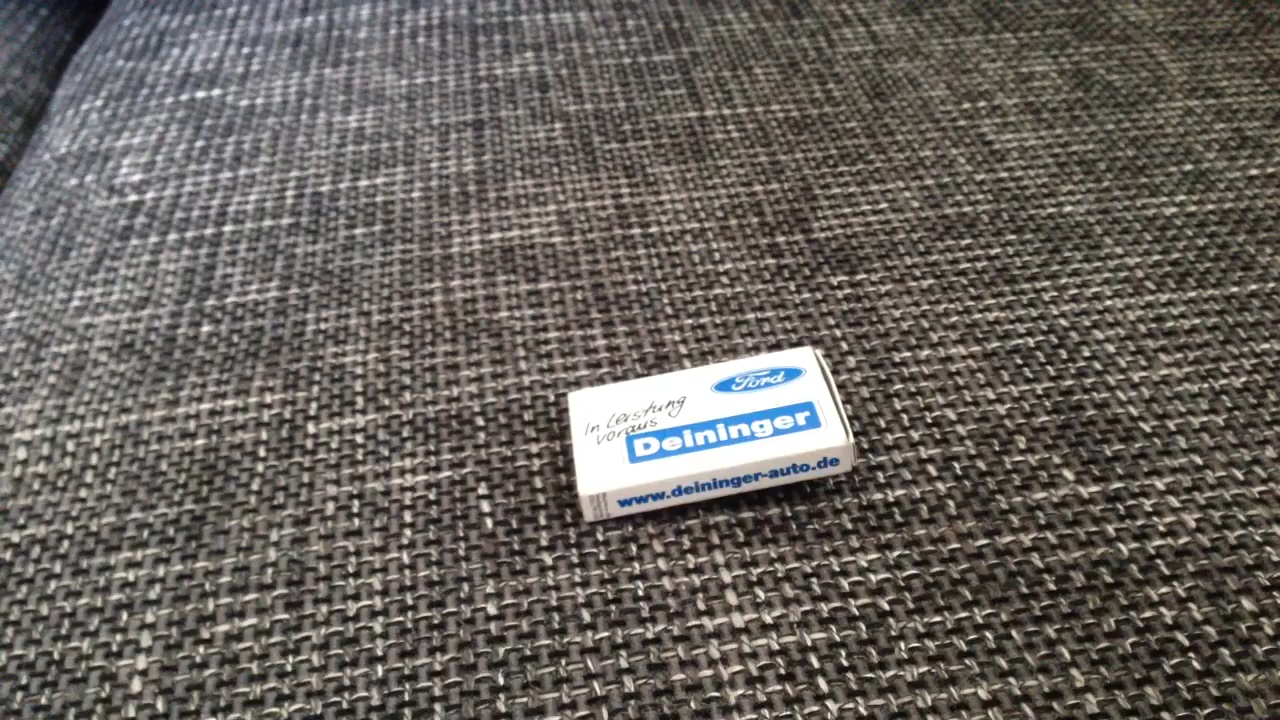 Ford
In Leistung
voraus
Deininger
www.deininger-auto.de